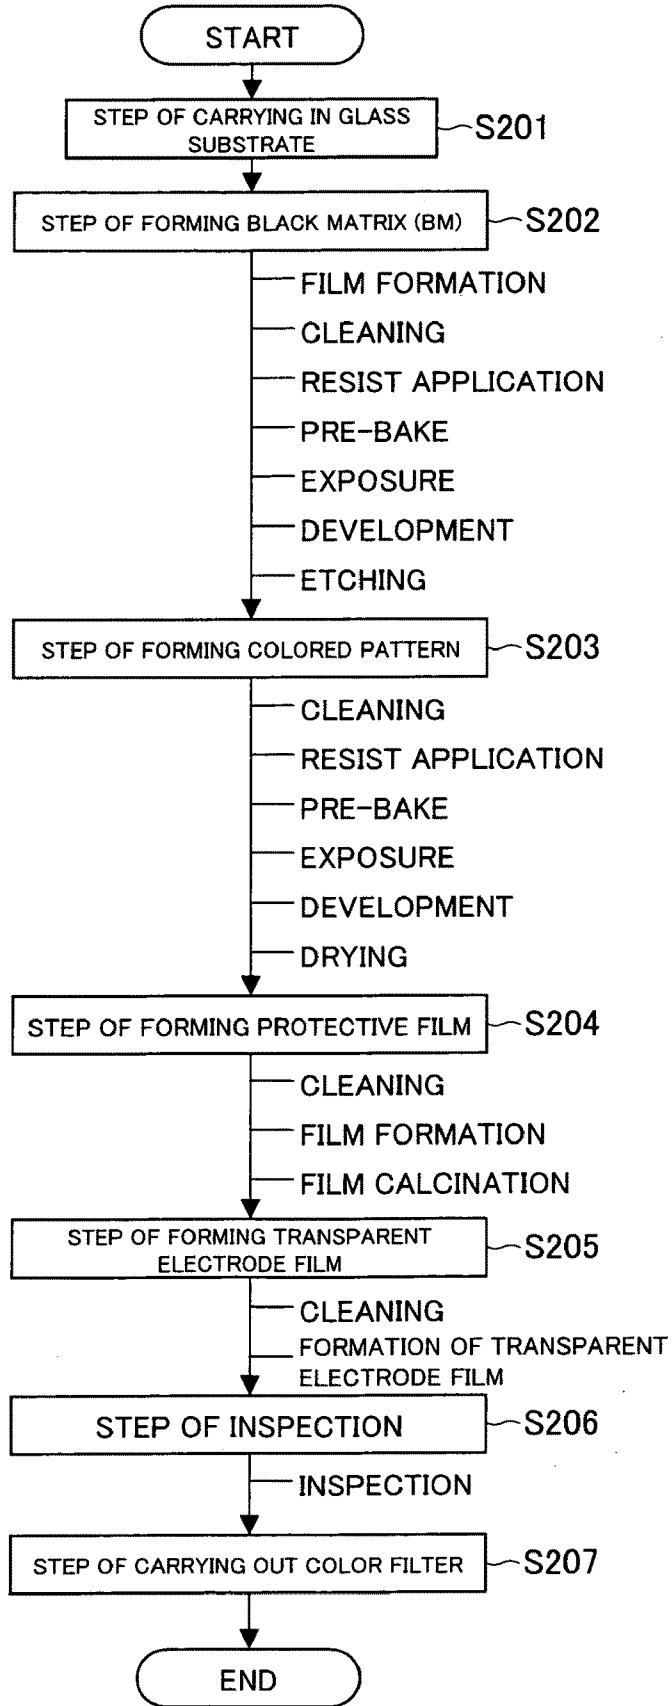 START
STEP OF CARRYING IN GLASS
SUBSTRATE
S201
STEP OF FORMING BLACK MATRIX (BM)
S202
FILM FORMATION
CLEANING
RESIST APPLICATION
PRE-BAKE
EXPOSURE
DEVELOPMENT
ETCHING
STEP OF FORMING COLORED PATTERN
S203
CLEANING
RESIST APPLICATION
PRE-BAKE
EXPOSURE
DEVELOPMENT
DRYING
STEP OF FORMING PROTECTIVE FILM
S204
CLEANING
FILM FORMATION
FILM CALCINATION
STEP OF FORMING TRANSPARENT
ELECTRODE FILM
S205
CLEANING
FORMATION OF TRANSPARENT
ELECTRODE FILM
STEP OF INSPECTION
S206
INSPECTION
STEP OF CARRYING OUT COLOR FILTER
S207
END